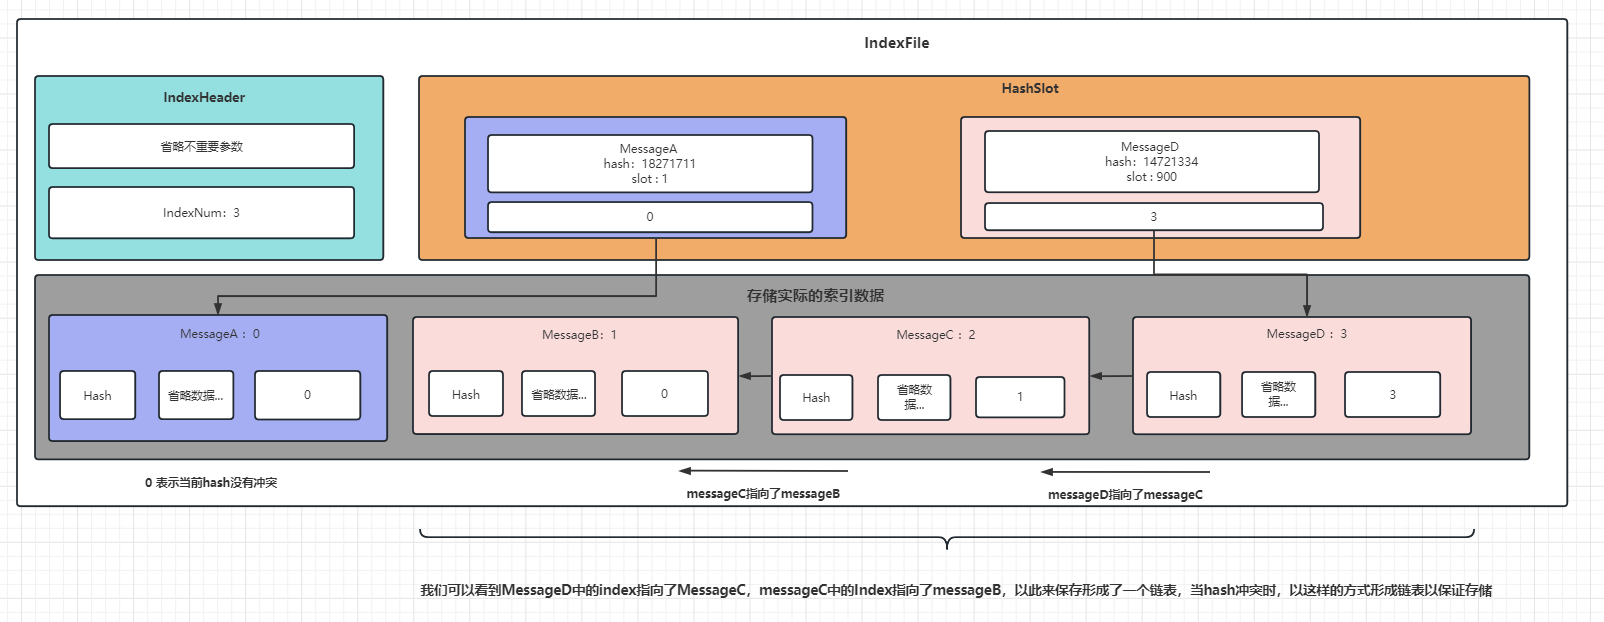 IndexFile
IndexHeader
省略不重要参数
IndexNum：3
HashSlot
MessageA
hash：18271711
slot：1
0
MessageD
hash：14721334
slot：900
3
存储实际的索引数据
MessageA ：0
Hash
省略数据...
0
MessageB：1
Hash
省略数据...
0
MessageC ：2
Hash
省略数
据...
1
MessageD ：3
Hash
省略数
据...
3
0 表示当前hash没有冲突
messageC指向了messageB
messageD指向了messageC
我们可以看到MessageD中的index指向了MessageC，messageC中的Index指向了messageB，以此来保存形成了一个链表，当hash冲突时，以这样的方式形成链表以保证存储